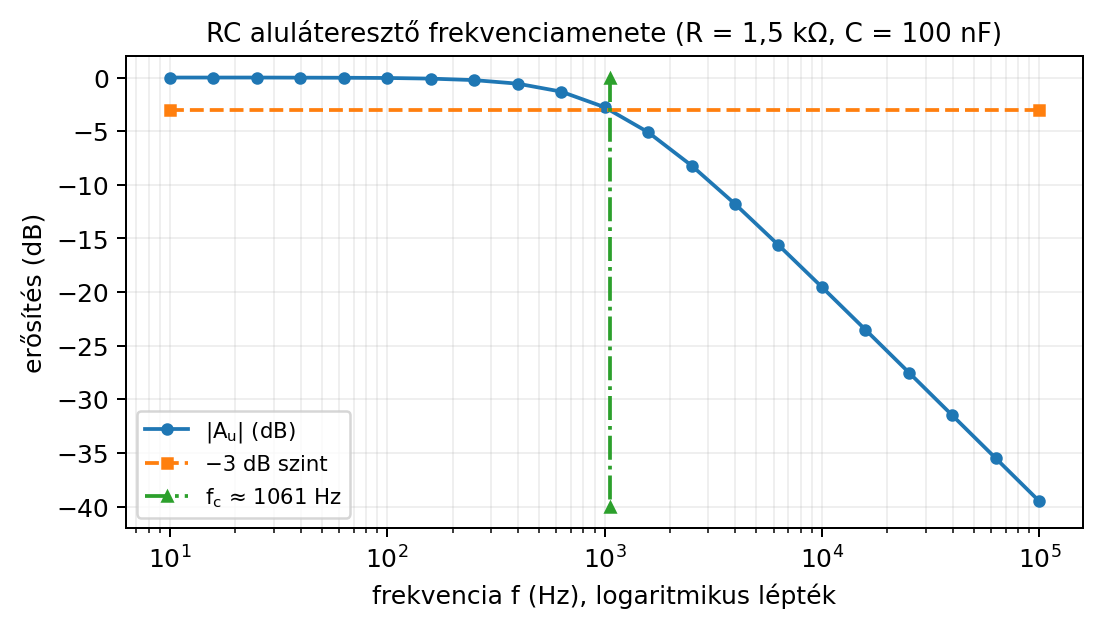 RC aluláteresztő frekvenciamenete (R = 1,5 kΩ, C = 100 nF)
erősítés (dB)
0
−5
−10
−15
−20
−25
−30
−35
−40
|Aᵤ| (dB)
−3 dB szint
f_c ≈ 1061 Hz
10¹ 10² 10³ 10⁴ 10⁵
frekvencia f (Hz), logaritmikus lépték